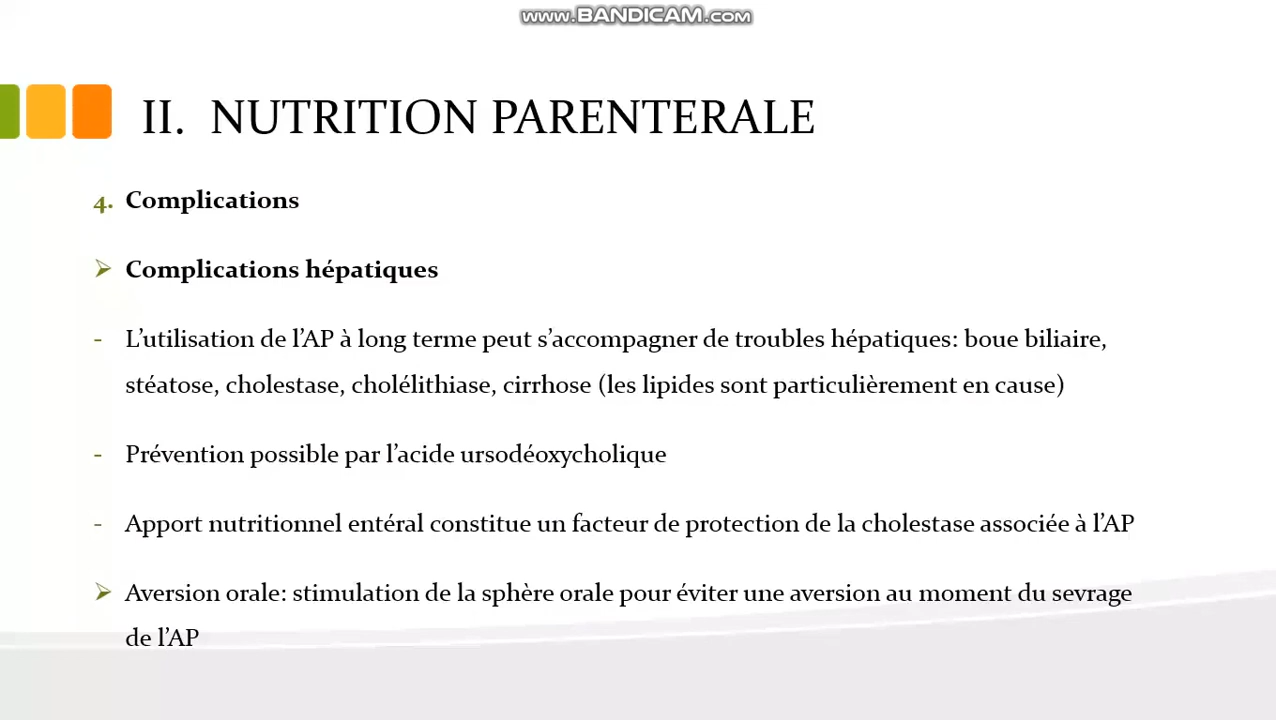 www.BANDICAM.com
II. NUTRITION PARENTERALE
4. Complications
➢ Complications hépatiques
- L’utilisation de l’AP à long terme peut s’accompagner de troubles hépatiques: boue biliaire,
stéatose, cholestase, cholélithiase, cirrhose (les lipides sont particulièrement en cause)
- Prévention possible par l’acide ursodéoxycholique
- Apport nutritionnel entéral constitue un facteur de protection de la cholestase associée à l’AP
➢ Aversion orale: stimulation de la sphère orale pour éviter une aversion au moment du sevrage
de l’AP